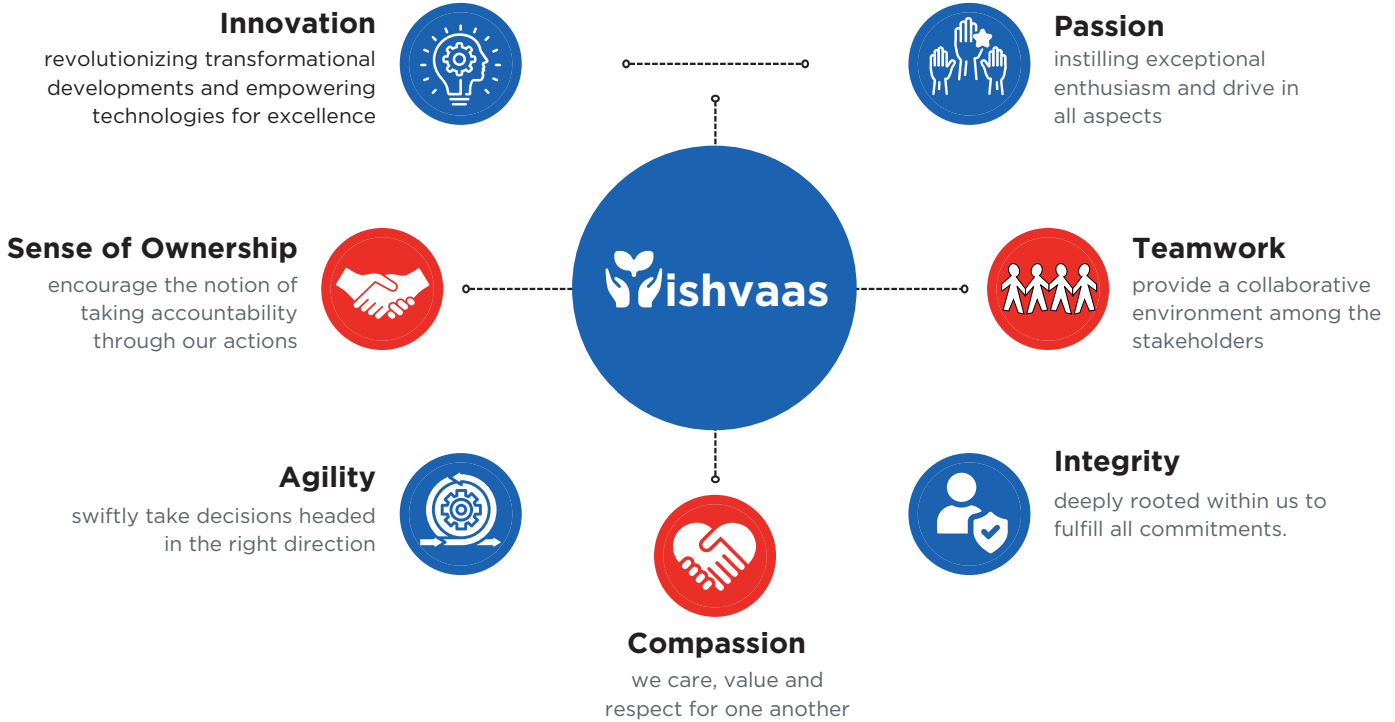 Innovation
revolutionizing transformational
developments and empowering
technologies for excellence
Passion
instilling exceptional
enthusiasm and drive in
all aspects
Sense of Ownership
encourage the notion of
taking accountability
through our actions
Vishvaas
Teamwork
provide a collaborative
environment among the
stakeholders
Agility
swiftly take decisions headed
in the right direction
Integrity
deeply rooted within us to
fulfill all commitments.
Compassion
we care, value and
respect for one another